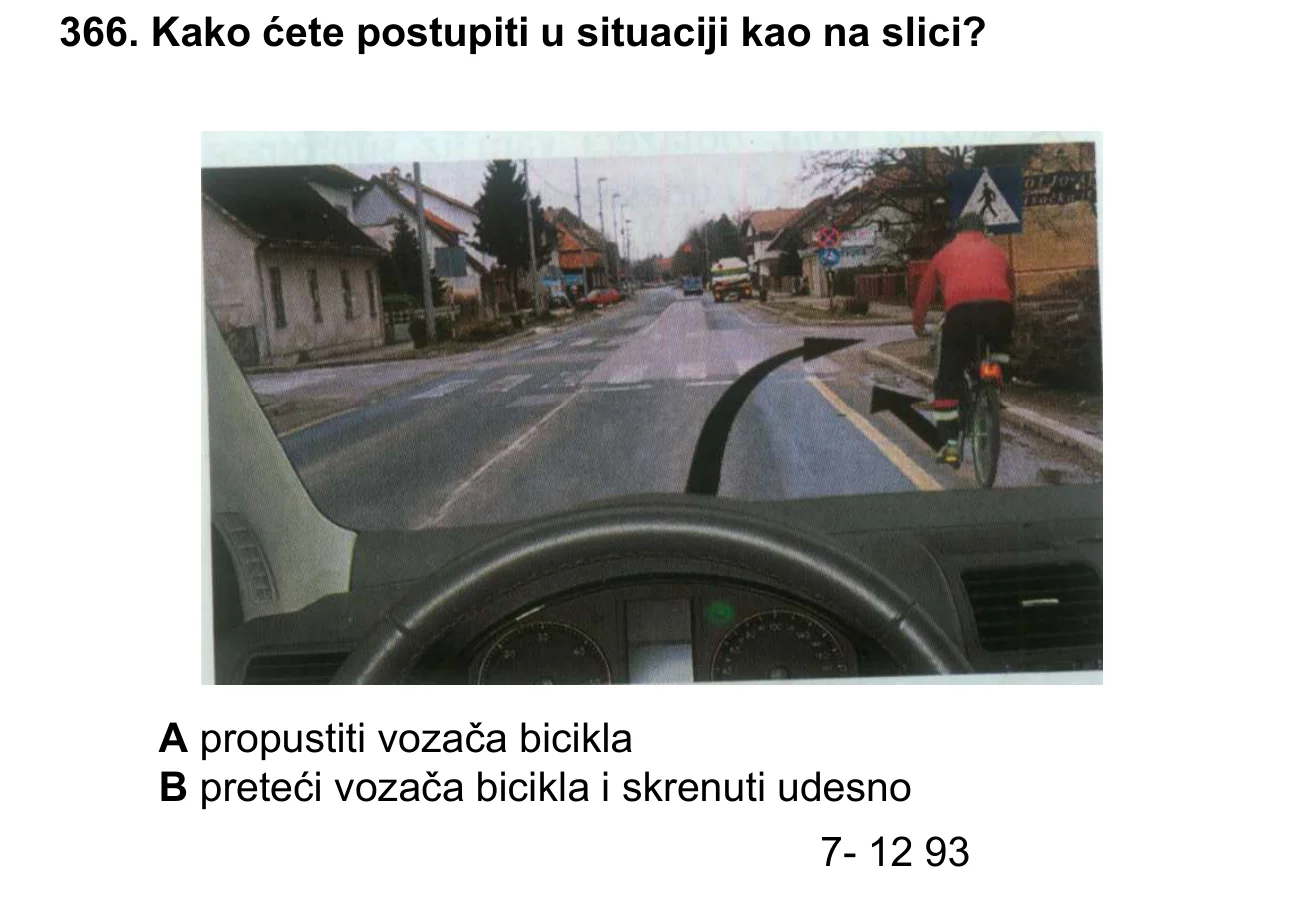 366. Kako ćete postupiti u situaciji kao na slici?
A propustiti vozača bicikla
B preteći vozača bicikla i skrenuti udesno
7- 12 93